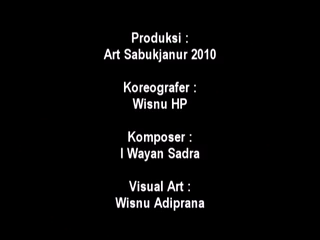 Produksi :
Art Sabukjanur 2010
Koreografer :
Wisnu HP
Komposer :
I Wayan Sadra
Visual Art :
Wisnu Adiprana